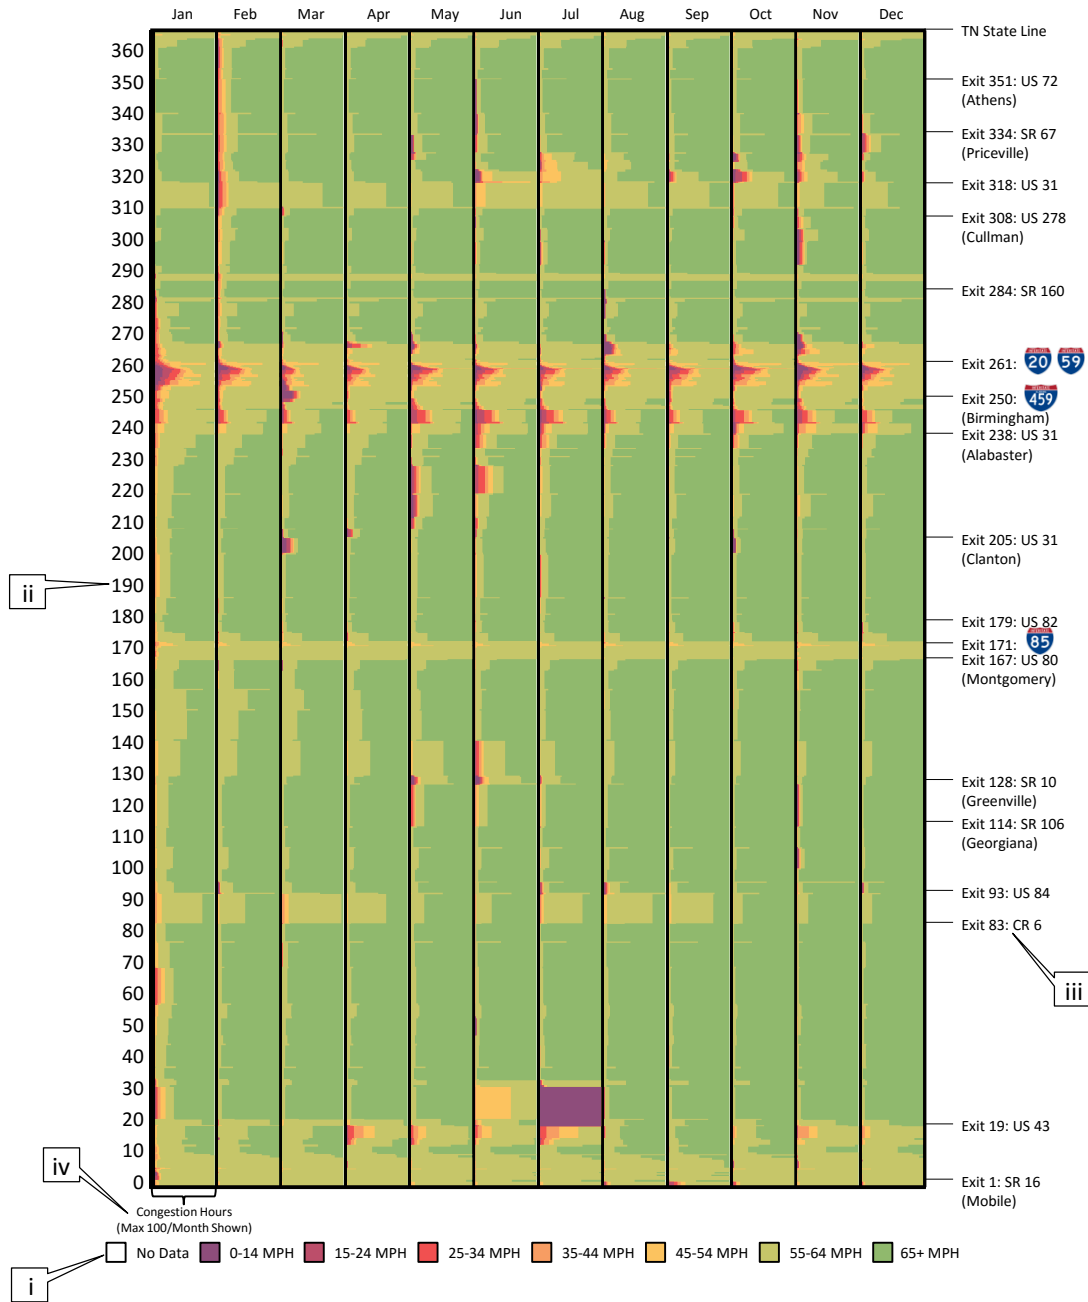 Jan Feb Mar Apr May Jun Jul Aug Sep Oct Nov Dec
360
350
340
330
320
310
300
290
280
270
260
250
240
230
220
210
200
190
180
170
160
150
140
130
120
110
100
90
80
70
60
50
40
30
20
10
0
TN State Line
Exit 351: US 72
(Athens)
Exit 334: SR 67
(Priceville)
Exit 318: US 31
Exit 308: US 278
(Cullman)
Exit 284: SR 160
Exit 261: 20 59
Exit 250: 459
(Birmingham)
Exit 238: US 31
(Alabaster)
Exit 205: US 31
(Clanton)
Exit 179: US 82
Exit 171: 85
Exit 167: US 80
(Montgomery)
Exit 128: SR 10
(Greenville)
Exit 114: SR 106
(Georgiana)
Exit 93: US 84
Exit 83: CR 6
Exit 19: US 43
Exit 1: SR 16
(Mobile)
ii
iii
iv
Congestion Hours
(Max 100/Month Shown)
No Data 0-14 MPH 15-24 MPH 25-34 MPH 35-44 MPH 45-54 MPH 55-64 MPH 65+ MPH
i